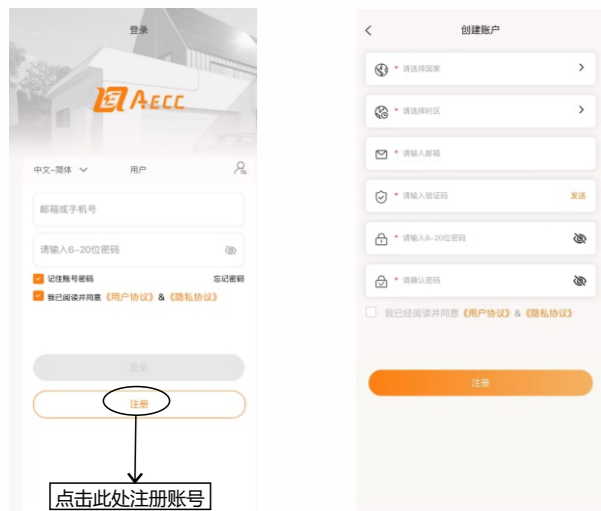 登录
AECC
中文-简体
用户
邮箱或手机号
请输入6-20位密码
记住账号密码
忘记密码
我已阅读并同意《用户协议》&《隐私协议》
登录
注册
点击此处注册账号
创建账户
* 请选择国家
* 请选择时区
* 请输入邮箱
* 请输入验证码
发送
* 请输入6-20位密码
* 请确认密码
我已经阅读并同意《用户协议》&《隐私协议》
注册